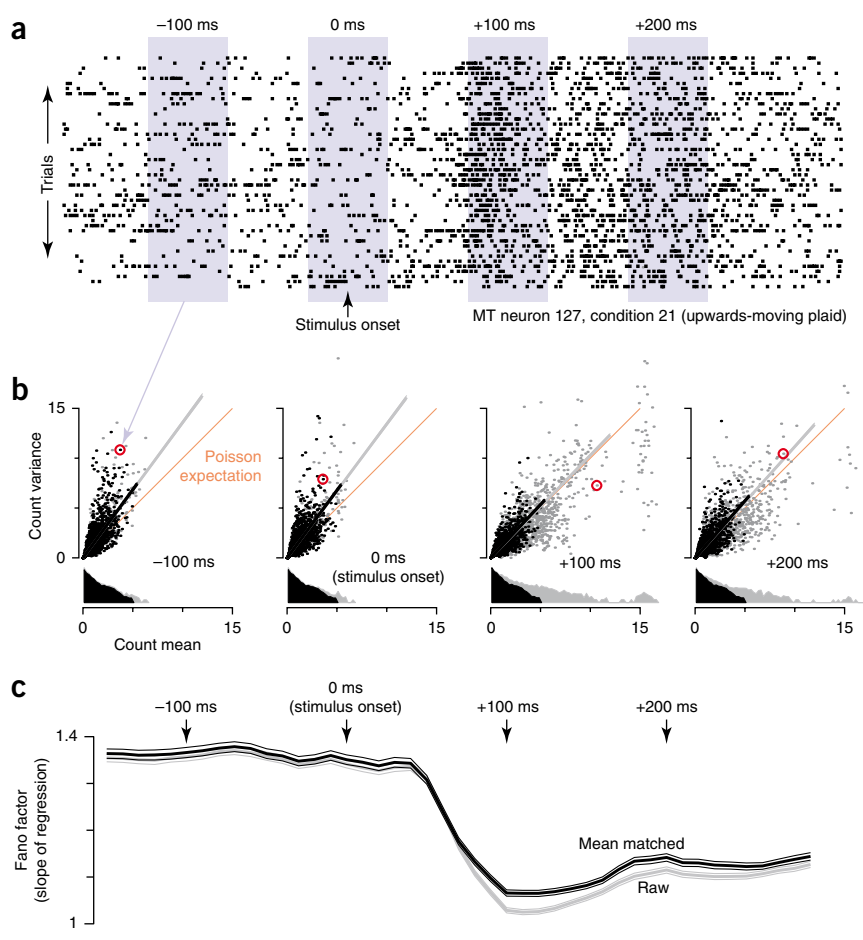 a
−100 ms
0 ms
+100 ms
+200 ms
Trials
Stimulus onset
MT neuron 127, condition 21 (upwards-moving plaid)
b
15
Count variance
0
Poisson
expectation
−100 ms
0 ms
(stimulus onset)
+100 ms
+200 ms
0
15
0
15
0
15
0
15
Count mean
c
−100 ms
0 ms
(stimulus onset)
+100 ms
+200 ms
1.4
Fano factor
(slope of regression)
1
Mean matched
Raw